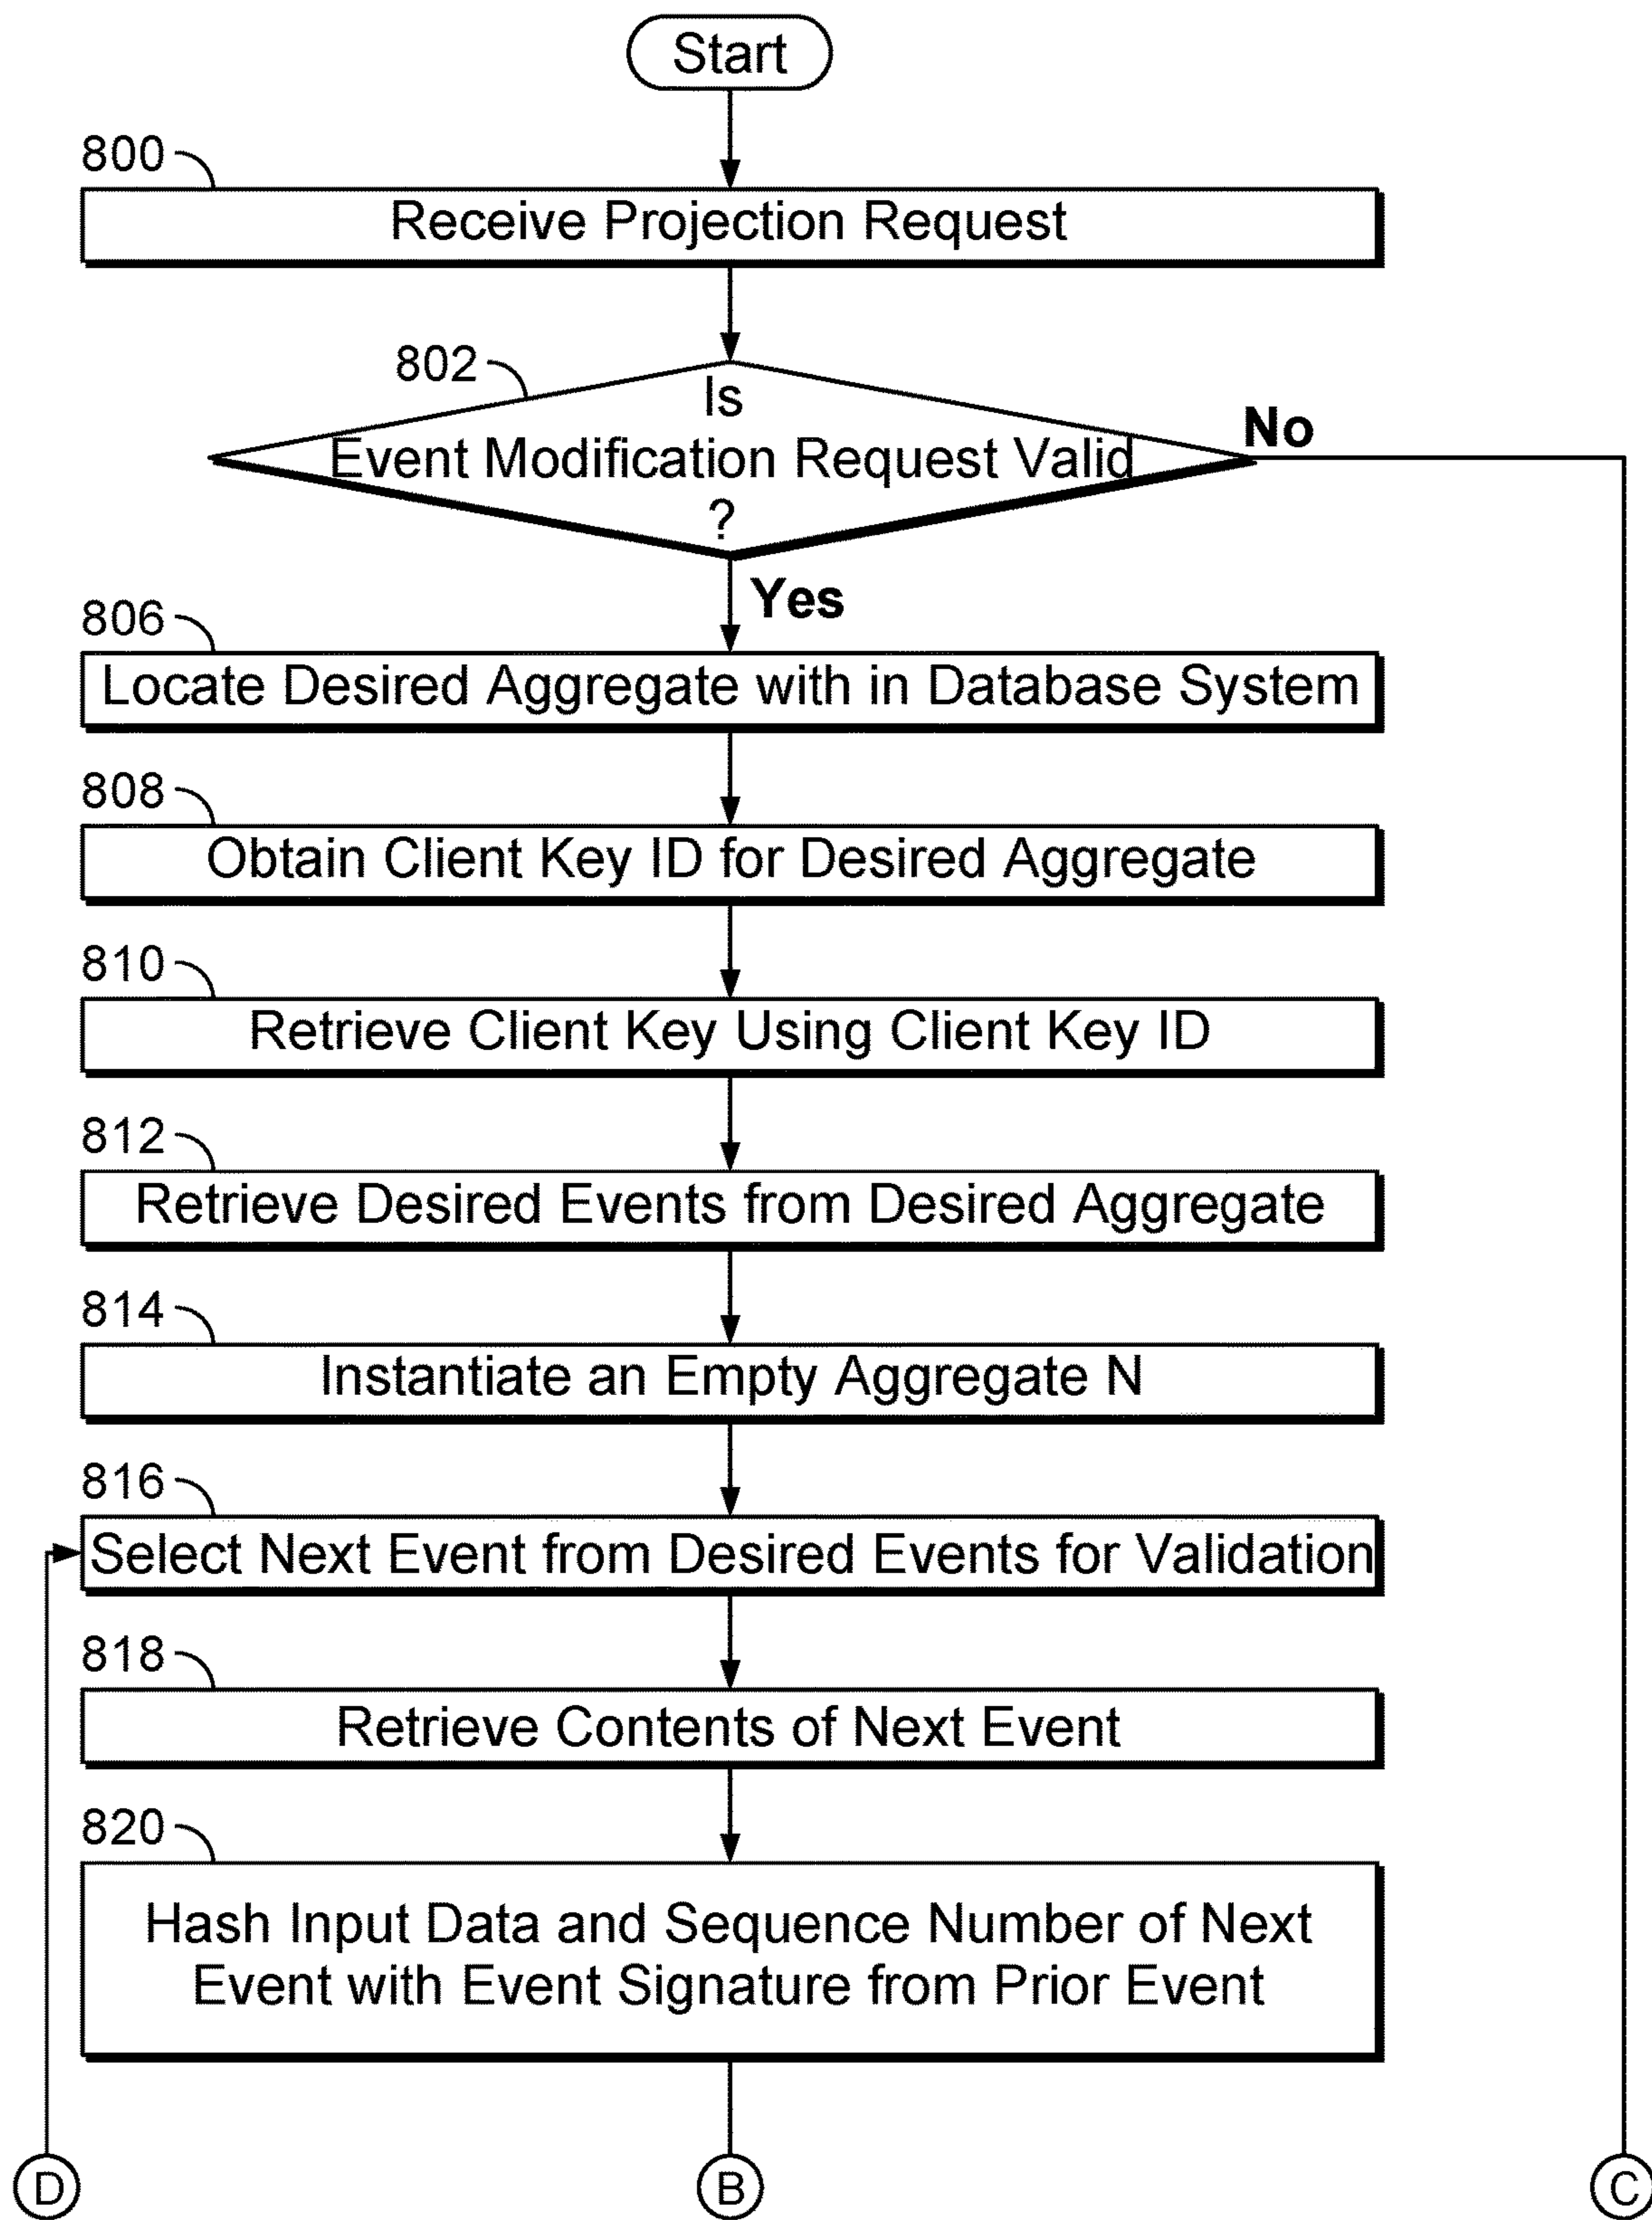 Start
800
Receive Projection Request
802
Is
Event Modification Request Valid
?
No
Yes
806
Locate Desired Aggregate with in Database System
808
Obtain Client Key ID for Desired Aggregate
810
Retrieve Client Key Using Client Key ID
812
Retrieve Desired Events from Desired Aggregate
814
Instantiate an Empty Aggregate N
816
Select Next Event from Desired Events for Validation
818
Retrieve Contents of Next Event
820
Hash Input Data and Sequence Number of Next
Event with Event Signature from Prior Event
D
B
C